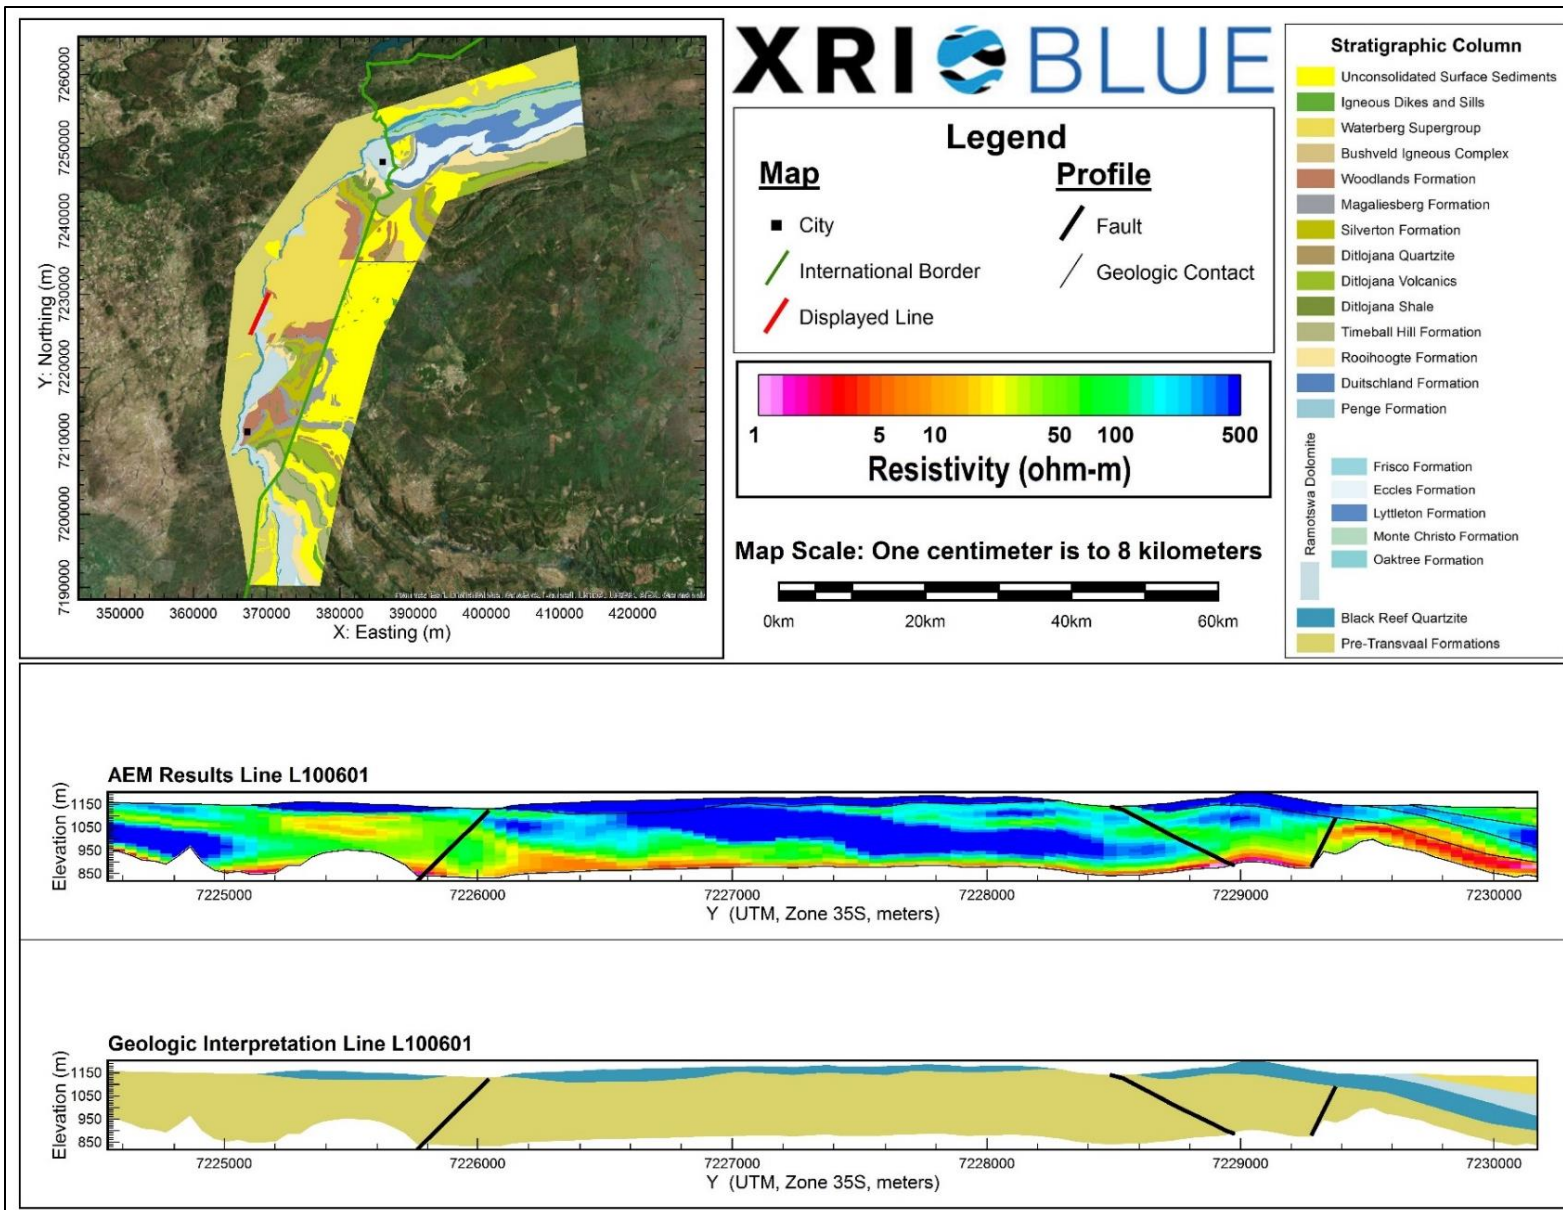 7260000
7250000
7240000
7230000
7220000
7210000
7200000
7190000
Y: Northing (m)
350000 360000 370000 380000 390000 400000 410000 420000
X: Easting (m)
XRI BLUE
Legend
Map
Profile
City
Fault
International Border
Geologic Contact
Displayed Line
1 5 10 50 100 500
Resistivity (ohm-m)
Map Scale: One centimeter is to 8 kilometers
0km 20km 40km 60km
Stratigraphic Column
Unconsolidated Surface Sediments
Igneous Dikes and Sills
Waterberg Supergroup
Bushveld Igneous Complex
Woodlands Formation
Magaliesberg Formation
Silverton Formation
Ditlojana Quartzite
Ditlojana Volcanics
Ditlojana Shale
Timeball Hill Formation
Rooihoogte Formation
Duitschland Formation
Penge Formation
Ramotswa Dolomite
Frisco Formation
Eccles Formation
Lyttleton Formation
Monte Christo Formation
Oaktree Formation
Black Reef Quartzite
Pre-Transvaal Formations
AEM Results Line L100601
Elevation (m)
1150
1050
950
850
7225000 7226000 7227000 7228000 7229000 7230000
Y (UTM, Zone 35S, meters)
Geologic Interpretation Line L100601
Elevation (m)
1150
1050
950
850
7225000 7226000 7227000 7228000 7229000 7230000
Y (UTM, Zone 35S, meters)